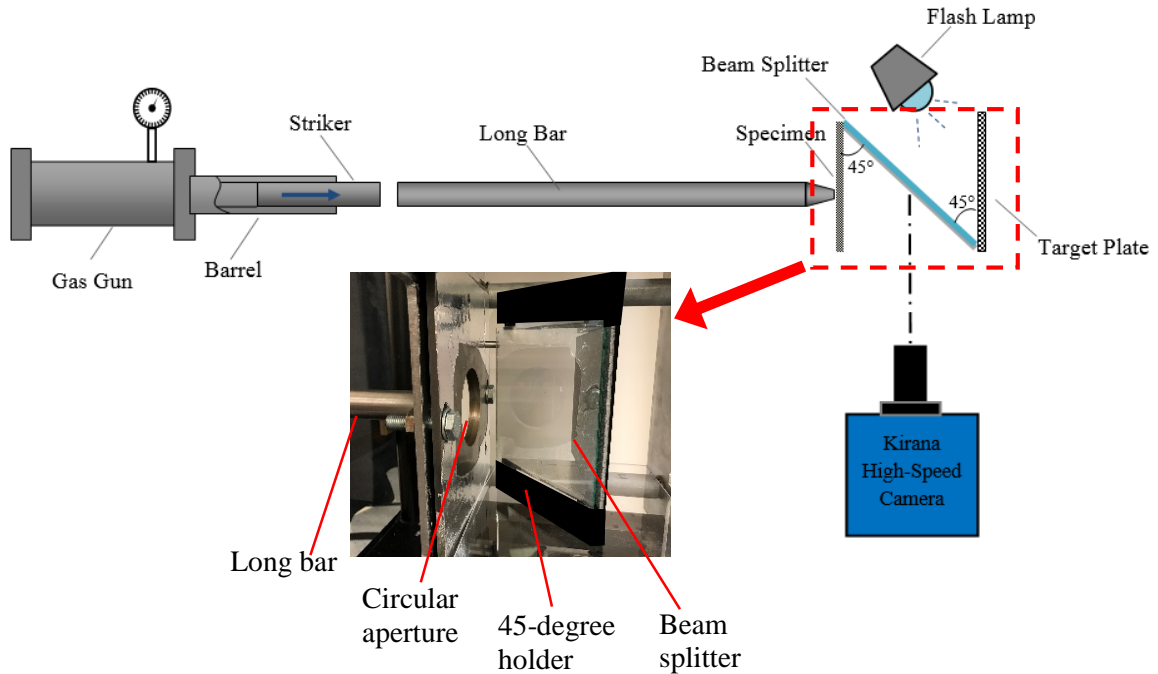 Flash Lamp
Beam Splitter
Striker
Long Bar
Specimen
45°
45°
Target Plate
Barrel
Gas Gun
Kirana
High-Speed
Camera
Long bar
Circular
aperture
45-degree
holder
Beam
splitter